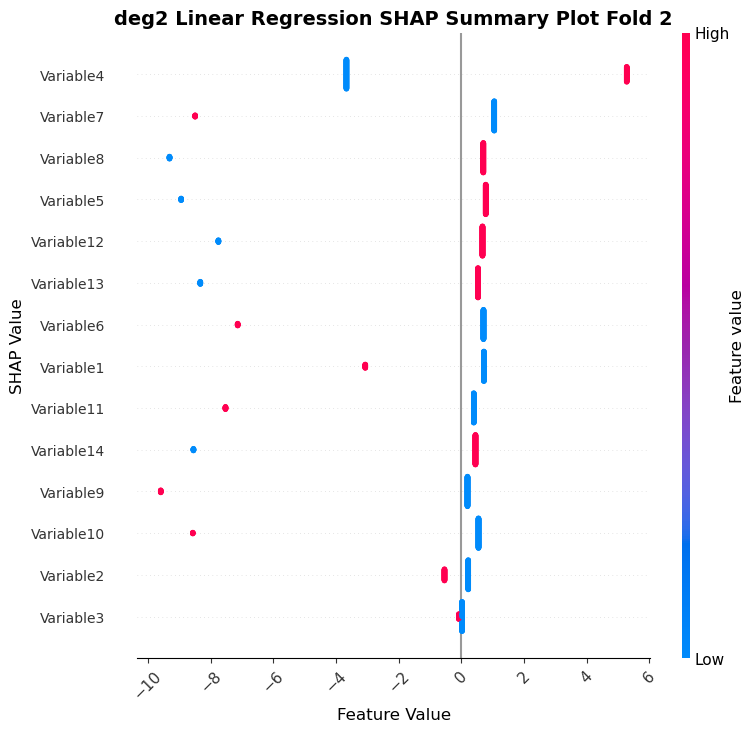 deg2 Linear Regression SHAP Summary Plot Fold 2
High
Variable4
Variable7
Variable8
Variable5
Variable12
Variable13
Variable6
Variable1
Variable11
Variable14
Variable9
Variable10
Variable2
Variable3
SHAP Value
Feature value
Low
−10
−8
−6
−4
−2
0
2
4
6
Feature Value